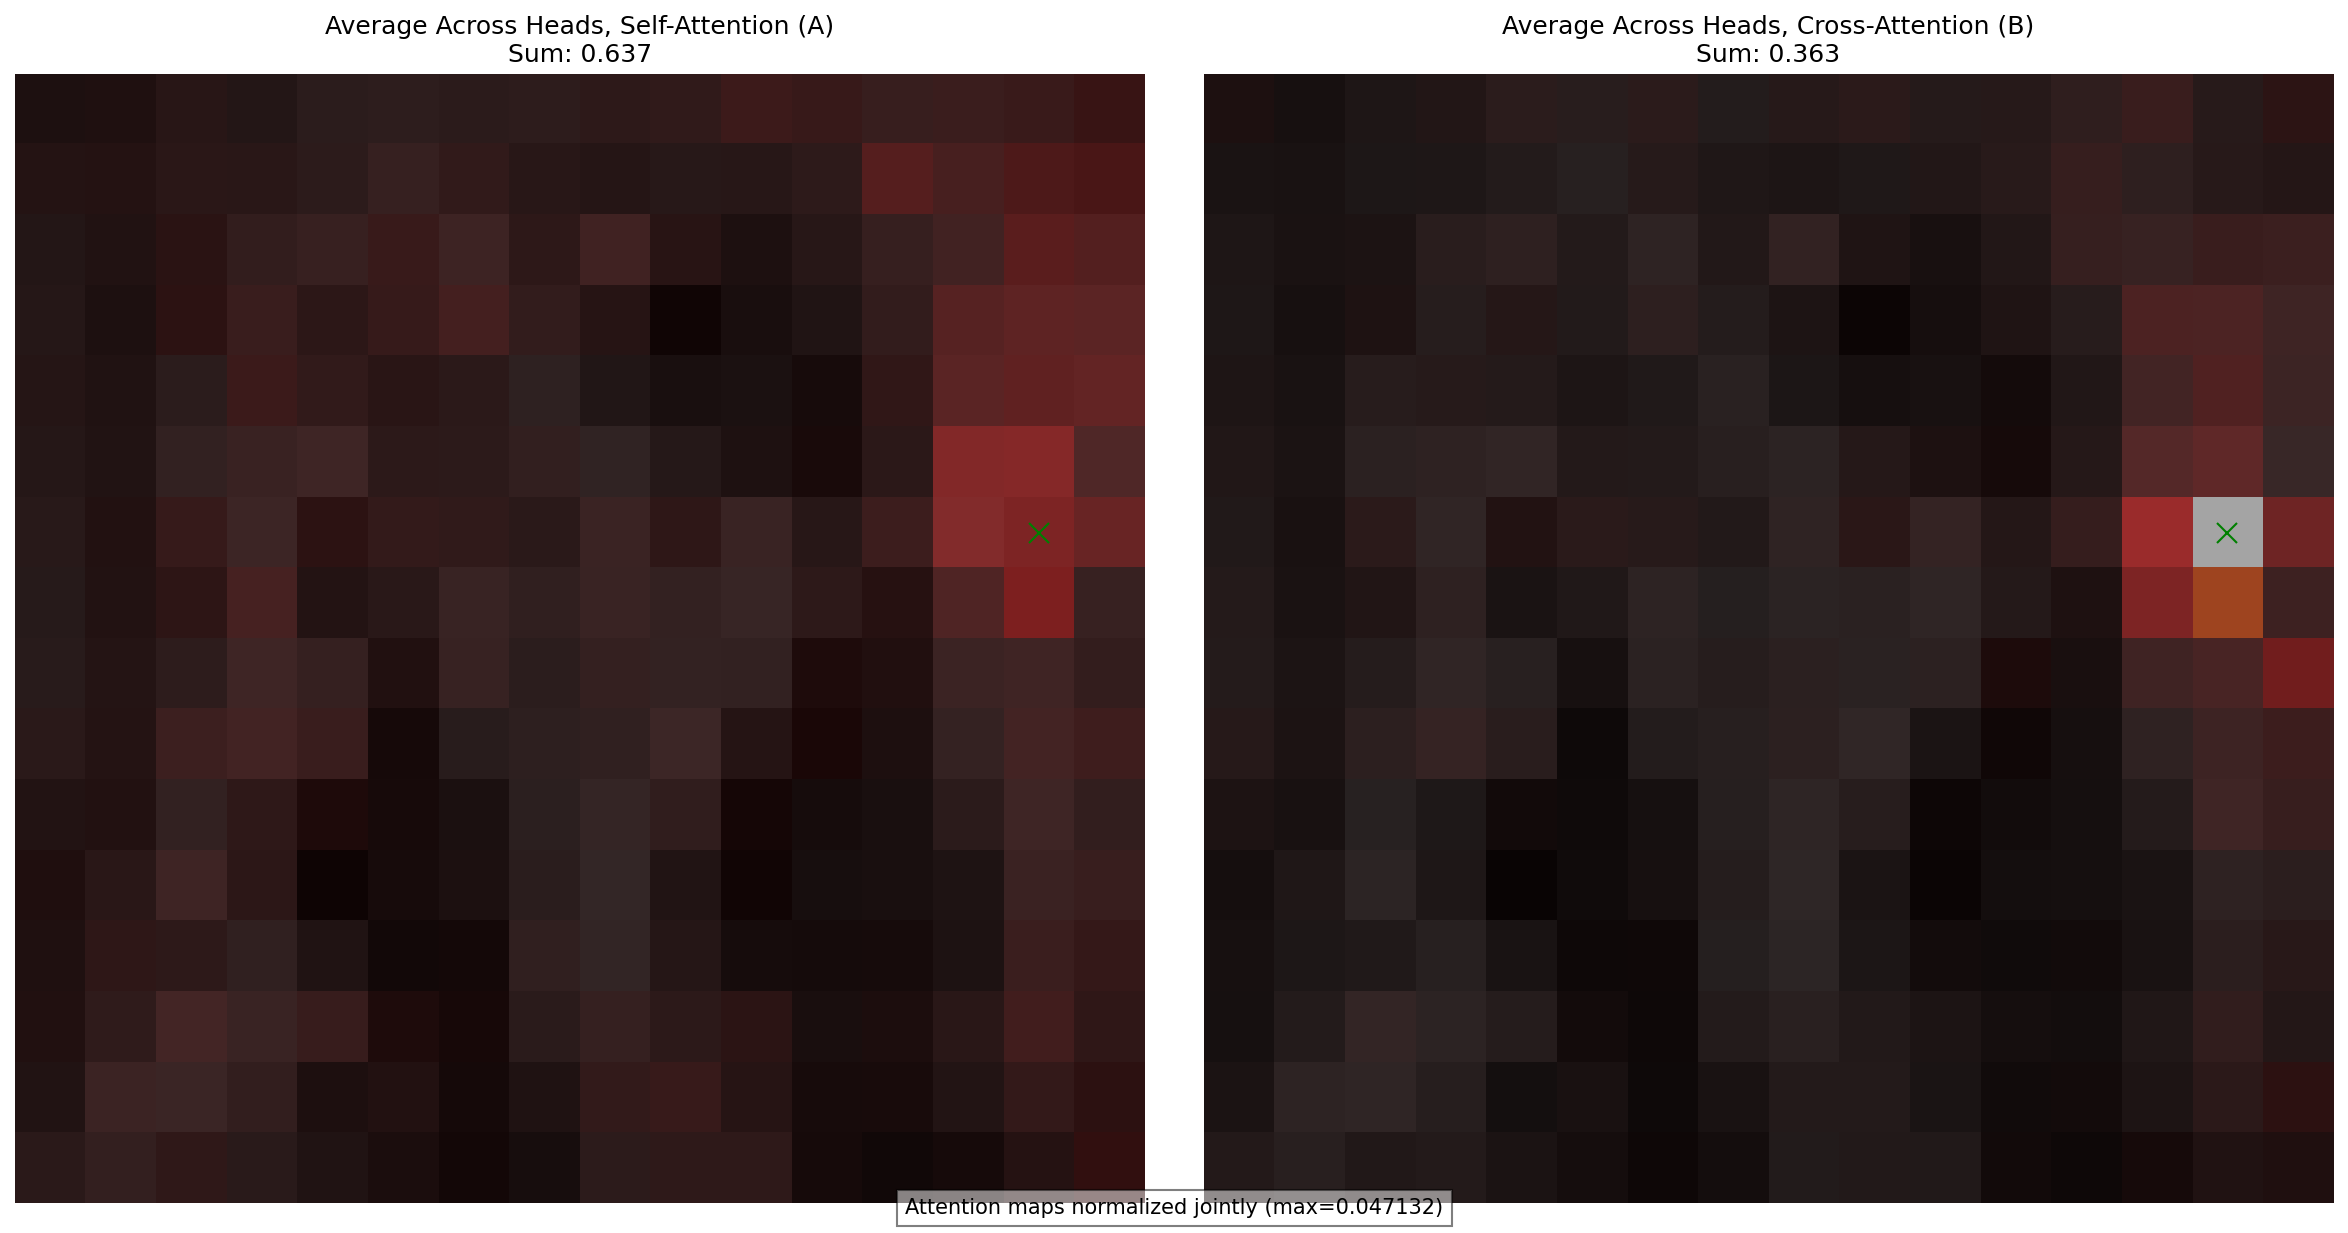 Average Across Heads, Self-Attention (A)
Sum: 0.637
Average Across Heads, Cross-Attention (B)
Sum: 0.363
Attention maps normalized jointly (max=0.047132)